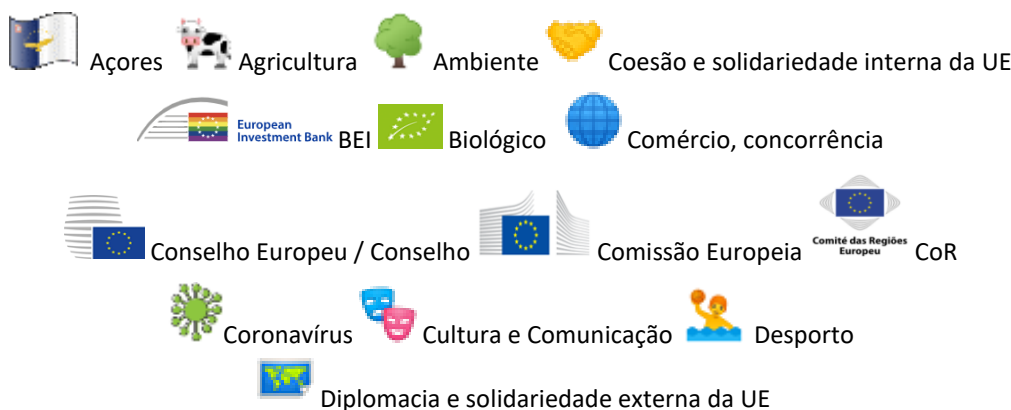 Açores Agricultura Ambiente Coesão e solidariedade interna da UE
European
Investment Bank BEI Biológico Comércio, concorrência
Conselho Europeu / Conselho Comissão Europeia Comité das Regiões
Europeu CoR
Coronavírus Cultura e Comunicação Desporto
Diplomacia e solidariedade externa da UE